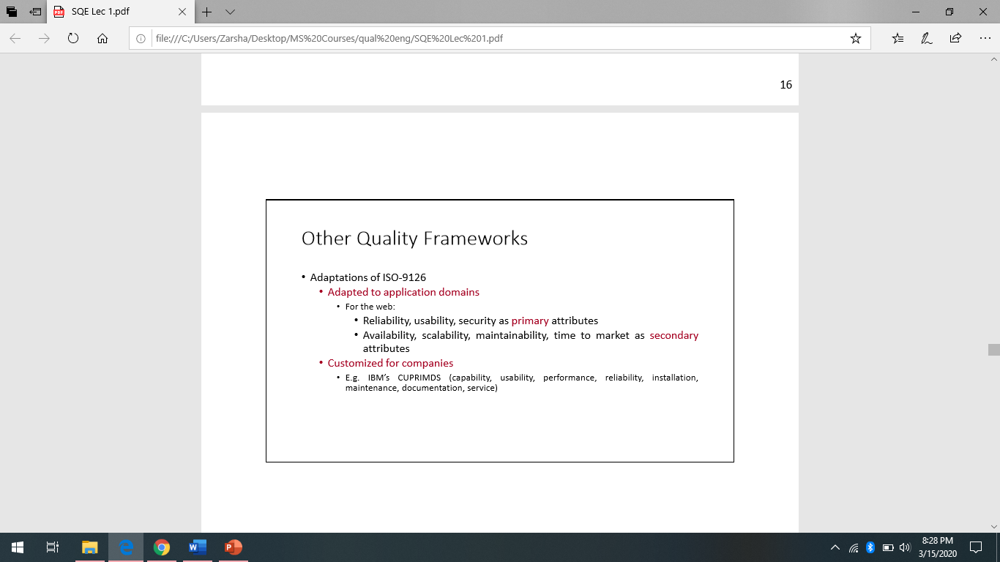 SQE Lec 1.pdf
file:///C:/Users/Zarsha/Desktop/MS%20Courses/qual%20eng/SQE%20Lec%201.pdf
16
Other Quality Frameworks
• Adaptations of ISO-9126
• Adapted to application domains
• For the web:
• Reliability, usability, security as primary attributes
• Availability, scalability, maintainability, time to market as secondary
attributes
• Customized for companies
• E.g. IBM’s CUPRIMDS (capability, usability, performance, reliability, installation,
maintenance, documentation, service)
8:28 PM
3/15/2020